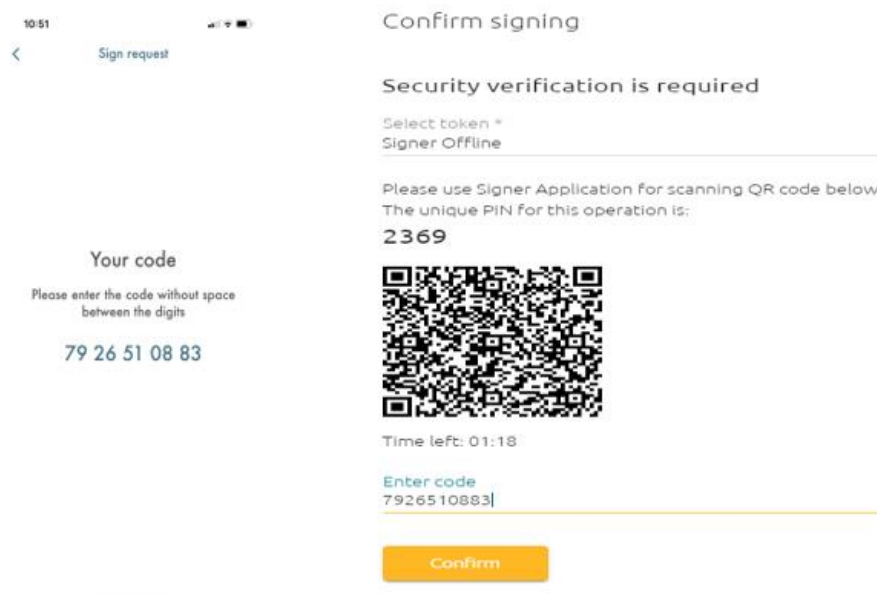 10:51
Sign request
Your code
Please enter the code without space
between the digits
79 26 51 08 83
Confirm signing
Security verification is required
Select token *
Signer Offline
Please use Signer Application for scanning QR code below
The unique PIN for this operation is:
2369
Time left: 01:18
Enter code
7926510883
Confirm